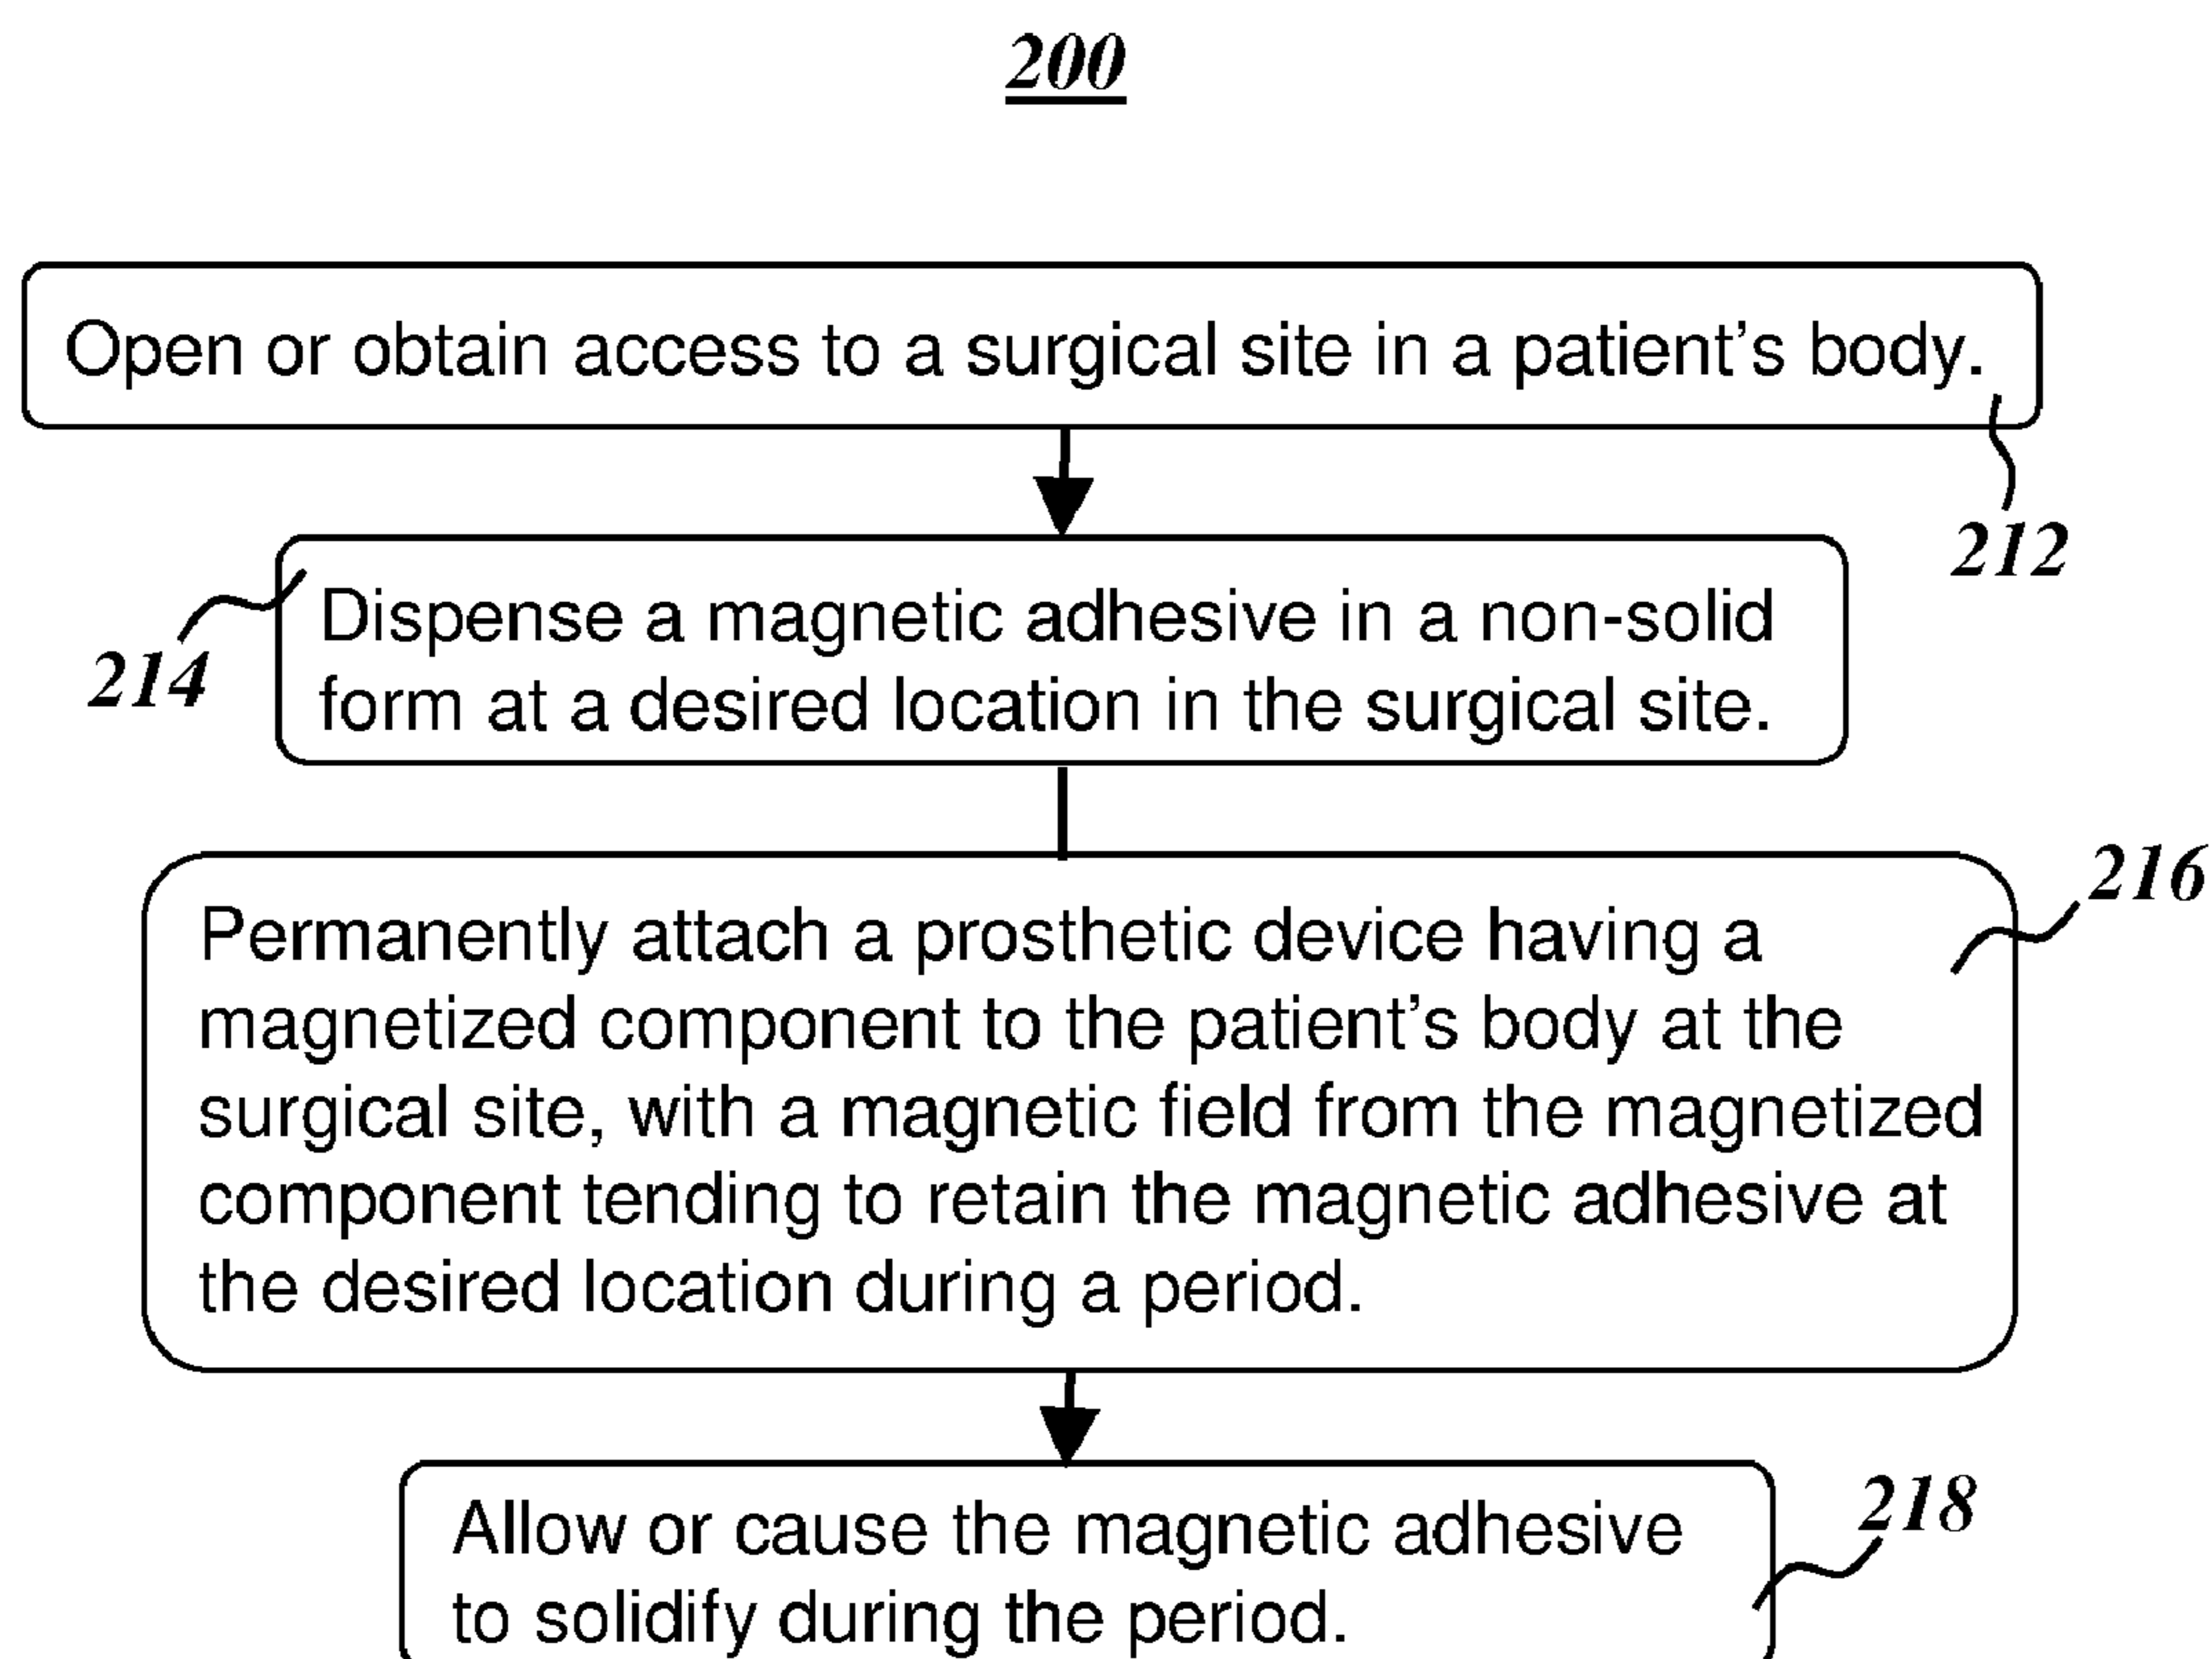 200
Open or obtain access to a surgical site in a patient's body.
212
Dispense a magnetic adhesive in a non-solid
form at a desired location in the surgical site.
214
216
Permanently attach a prosthetic device having a
magnetized component to the patient's body at the
surgical site, with a magnetic field from the magnetized
component tending to retain the magnetic adhesive at
the desired location during a period.
218
Allow or cause the magnetic adhesive
to solidify during the period.